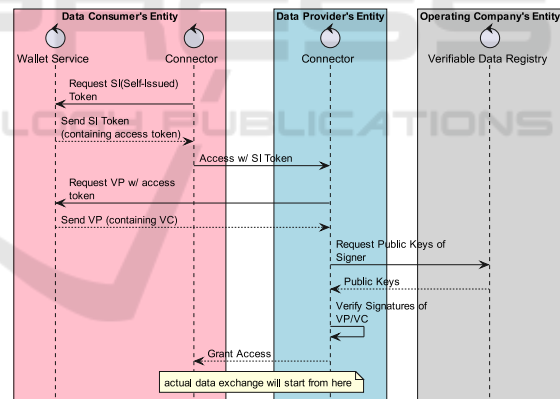 Data Consumer's Entity
Data Provider's Entity
Operating Company's Entity
Wallet Service
Connector
Connector
Verifiable Data Registry
Request SI(Self-Issued)
Token
Send SI Token
(containing access token)
Access w/ SI Token
Request VP w/ access
token
Send VP (containing VC)
Request Public Keys of
Signer
Public Keys
Verify Signatures of
VP/VC
Grant Access
actual data exchange will start from here
PUBLICATIONS